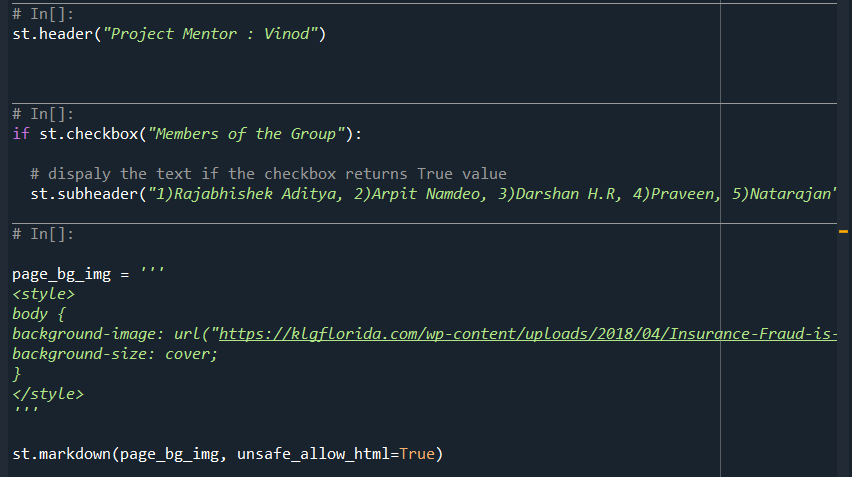 # In[]:
st.header("Project Mentor : Vinod")
# In[]:
if st.checkbox("Members of the Group"):
# dispaly the text if the checkbox returns True value
st.subheader("1)Rajabhishek Aditya, 2)Arpit Namdeo, 3)Darshan H.R, 4)Praveen, 5)Natarajan"
# In[]:
page_bg_img = '''
<style>
body {
background-image: url("https://klgflorida.com/wp-content/uploads/2018/04/Insurance-Fraud-is-
background-size: cover;
}
</style>
'''
st.markdown(page_bg_img, unsafe_allow_html=True)